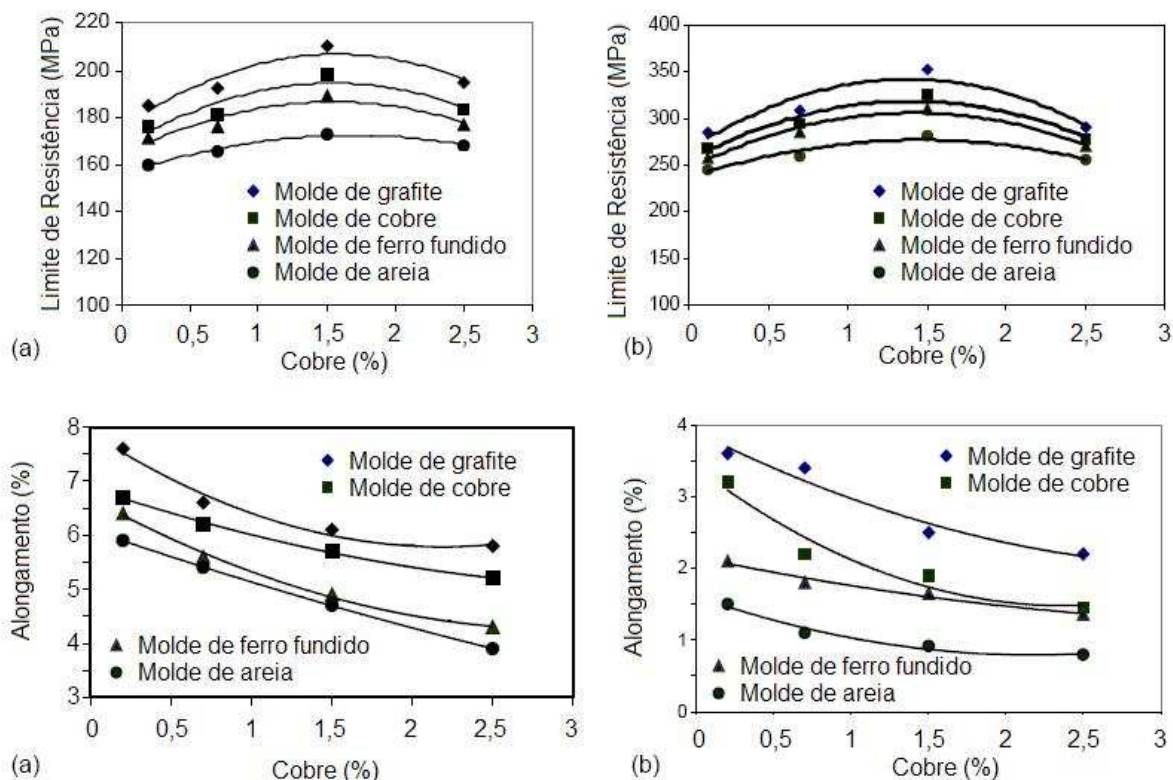 Limite de Resistência (MPa)
220
200
180
160
140
120
100
Molde de grafite
Molde de cobre
Molde de ferro fundido
Molde de areia
0 0,5 1 1,5 2 2,5 3
Cobre (%)
(a)
Limite de Resistência (MPa)
400
350
300
250
200
150
100
Molde de grafite
Molde de cobre
Molde de ferro fundido
Molde de areia
0 0,5 1 1,5 2 2,5 3
Cobre (%)
(b)
Alongamento (%)
8
7
6
5
4
3
Molde de grafite
Molde de cobre
Molde de ferro fundido
Molde de areia
0 0,5 1 1,5 2 2,5 3
Cobre (%)
(a)
Alongamento (%)
4
3
2
1
0
Molde de grafite
Molde de cobre
Molde de ferro fundido
Molde de areia
0 0,5 1 1,5 2 2,5 3
Cobre (%)
(b)